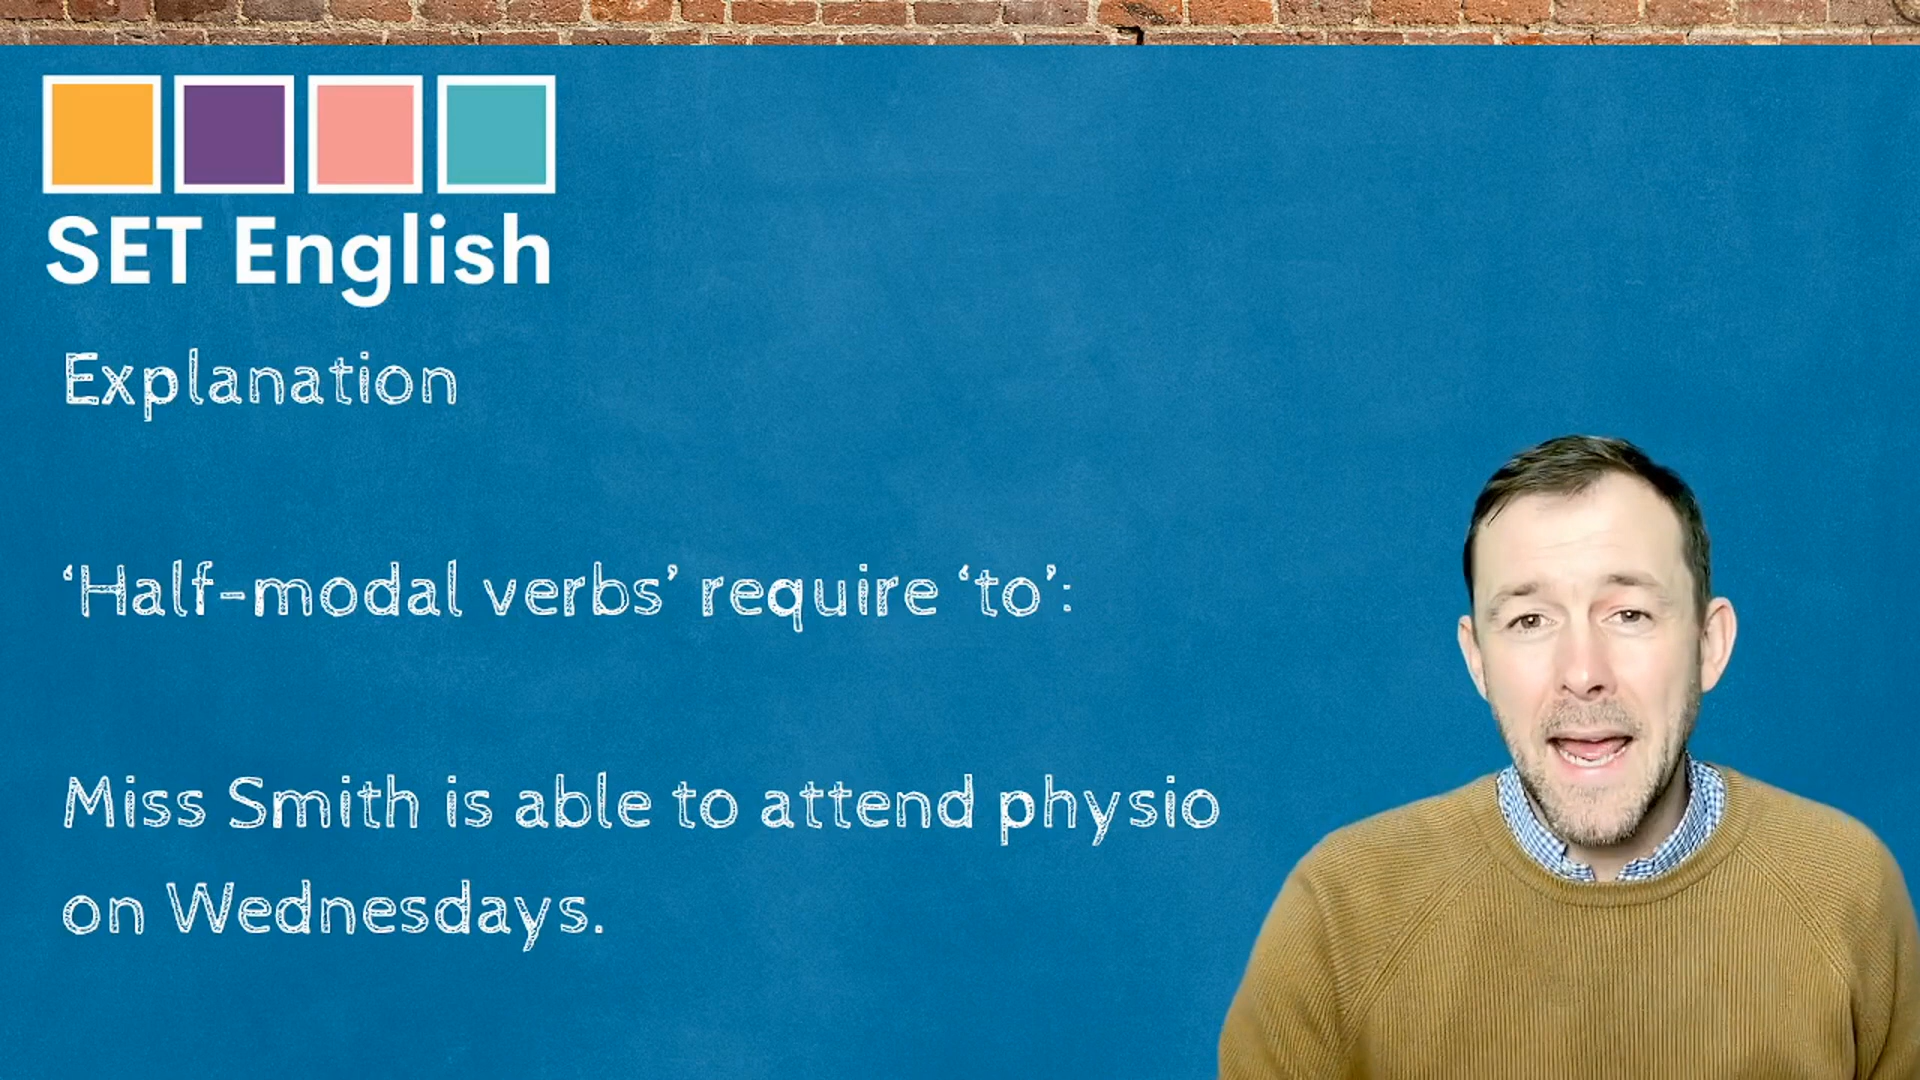 SET English
Explanation
‘Half-modal verbs’ require ‘to’:
Miss Smith is able to attend physio
on Wednesdays.